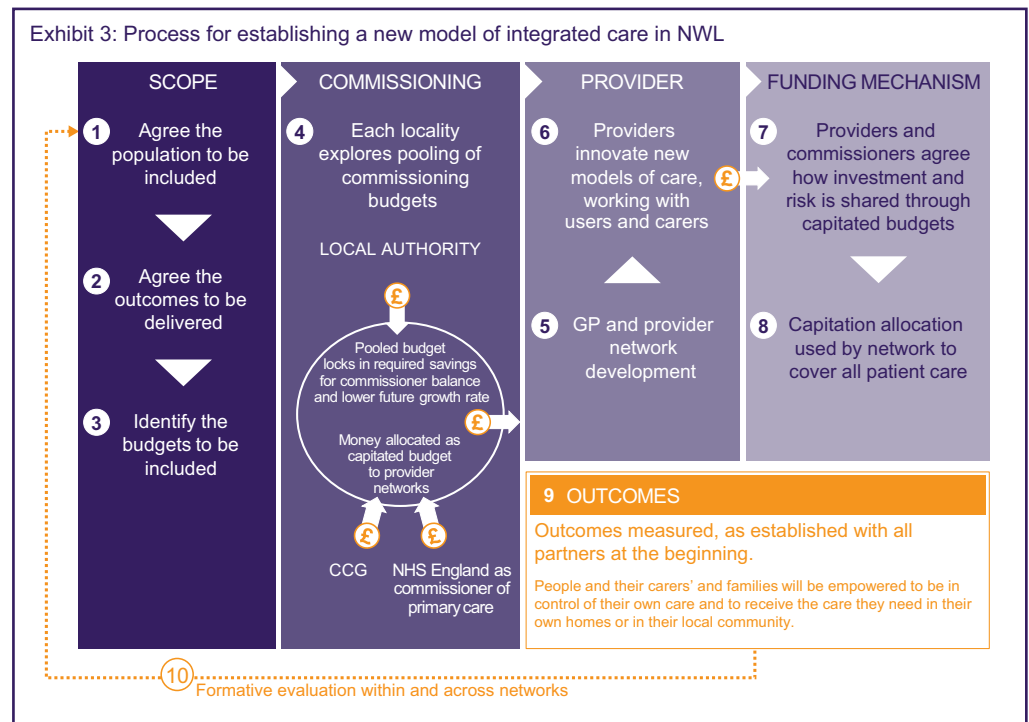 Exhibit 3: Process for establishing a new model of integrated care in NWL
SCOPE
1
Agree the
population to be
included
2
Agree the
outcomes to be
delivered
3
Identify the
budgets to be
included
COMMISSIONING
4
Each locality
explores pooling of
commissioning
budgets
LOCAL AUTHORITY
£
Pooled budget
locks in required savings
for commissioner balance
and lower future growth rate
£
Money allocated as
capitated budget
to provider
networks
£
£
CCG
NHS England as
commissioner of
primary care
PROVIDER
6
Providers
innovate new
models of care,
working with
users and carers
£
5
GP and provider
network
development
FUNDING MECHANISM
7
Providers and
commissioners agree
how investment and
risk is shared through
capitated budgets
8
Capitation allocation
used by network to
cover all patient care
9 OUTCOMES
Outcomes measured, as established with all
partners at the beginning.
People and their carers' and families will be empowered to be in
control of their own care and to receive the care they need in their
own homes or in their local community.
10
Formative evaluation within and across networks